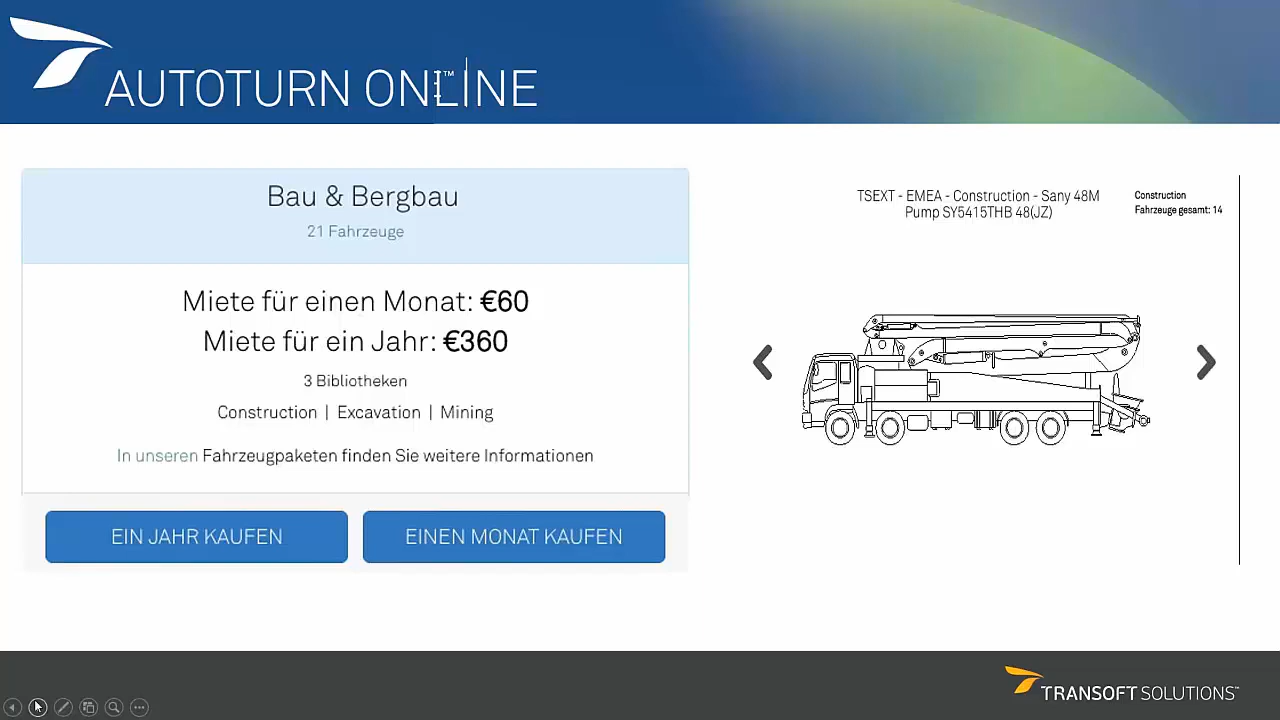 AUTOTURN ONLINE™
Bau & Bergbau
21 Fahrzeuge
Miete für einen Monat: €60
Miete für ein Jahr: €360
3 Bibliotheken
Construction | Excavation | Mining
In unseren Fahrzeugpaketen finden Sie weitere Informationen
EIN JAHR KAUFEN
EINEN MONAT KAUFEN
TSEXT - EMEA - Construction - Sany 48M
Pump SY5415THB 48(JZ)
Construction
Fahrzeuge gesamt: 14
TRANSOFT SOLUTIONS™